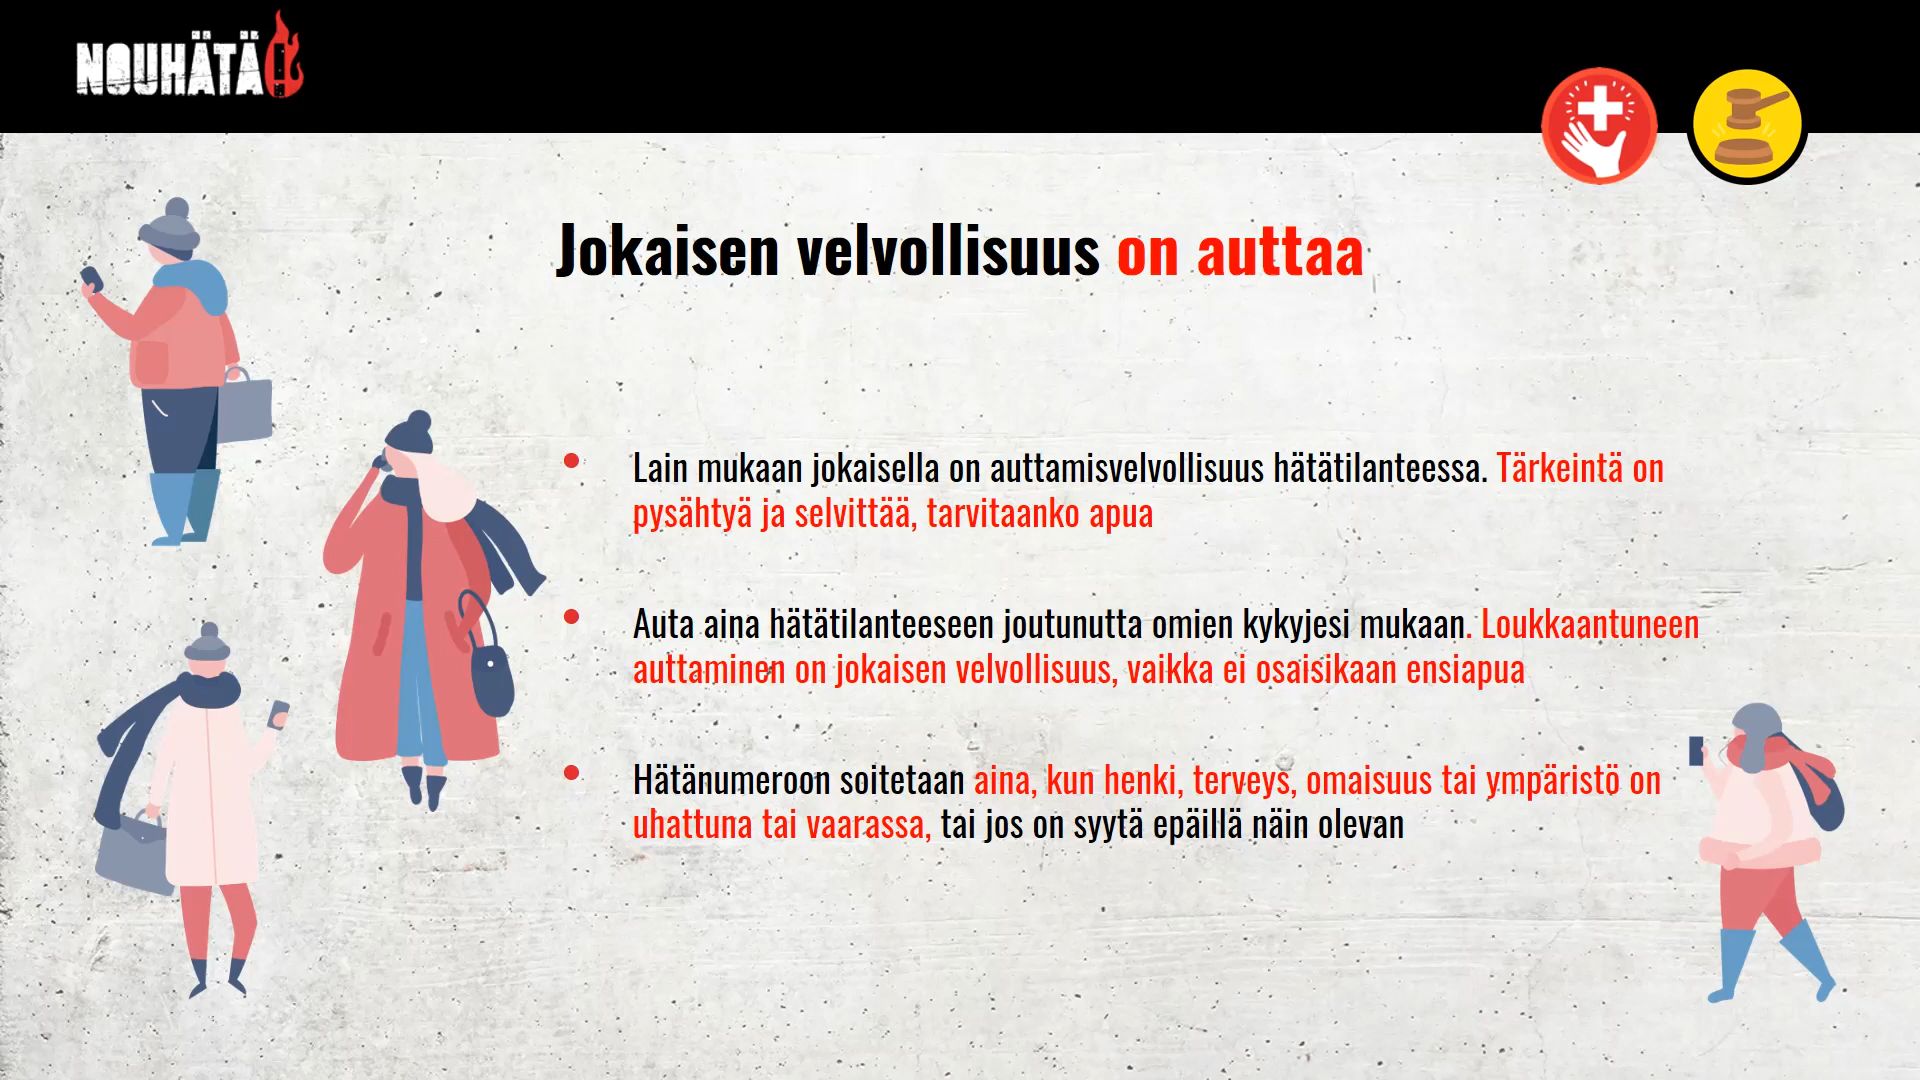 NOUHÄTÄ!
Jokaisen velvollisuus on auttaa
Lain mukaan jokaisella on auttamisvelvollisuus hätätilanteessa. Tärkeintä on
pysähtyä ja selvittää, tarvitaanko apua
Auta aina hätätilanteeseen joutunutta omien kykyjesi mukaan. Loukkaantuneen
auttaminen on jokaisen velvollisuus, vaikka ei osaisikaan ensiapua
Hätänumeroon soitetaan aina, kun henki, terveys, omaisuus tai ympäristö on
uhattuna tai vaarassa, tai jos on syytä epäillä näin olevan